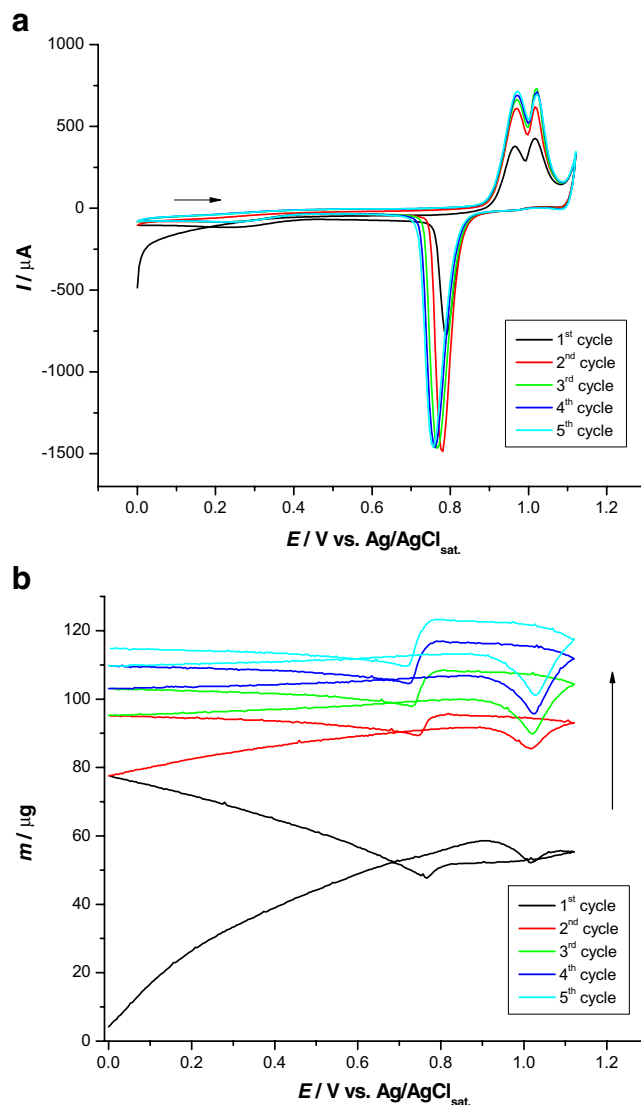 a
1000
500
0
-500
-1000
-1500
I / μA
1st cycle
2nd cycle
3rd cycle
4th cycle
5th cycle
0.0 0.2 0.4 0.6 0.8 1.0 1.2
E / V vs. Ag/AgClsat.
b
120
100
80
60
40
20
0
m / μg
1st cycle
2nd cycle
3rd cycle
4th cycle
5th cycle
0.0 0.2 0.4 0.6 0.8 1.0 1.2
E / V vs. Ag/AgClsat.